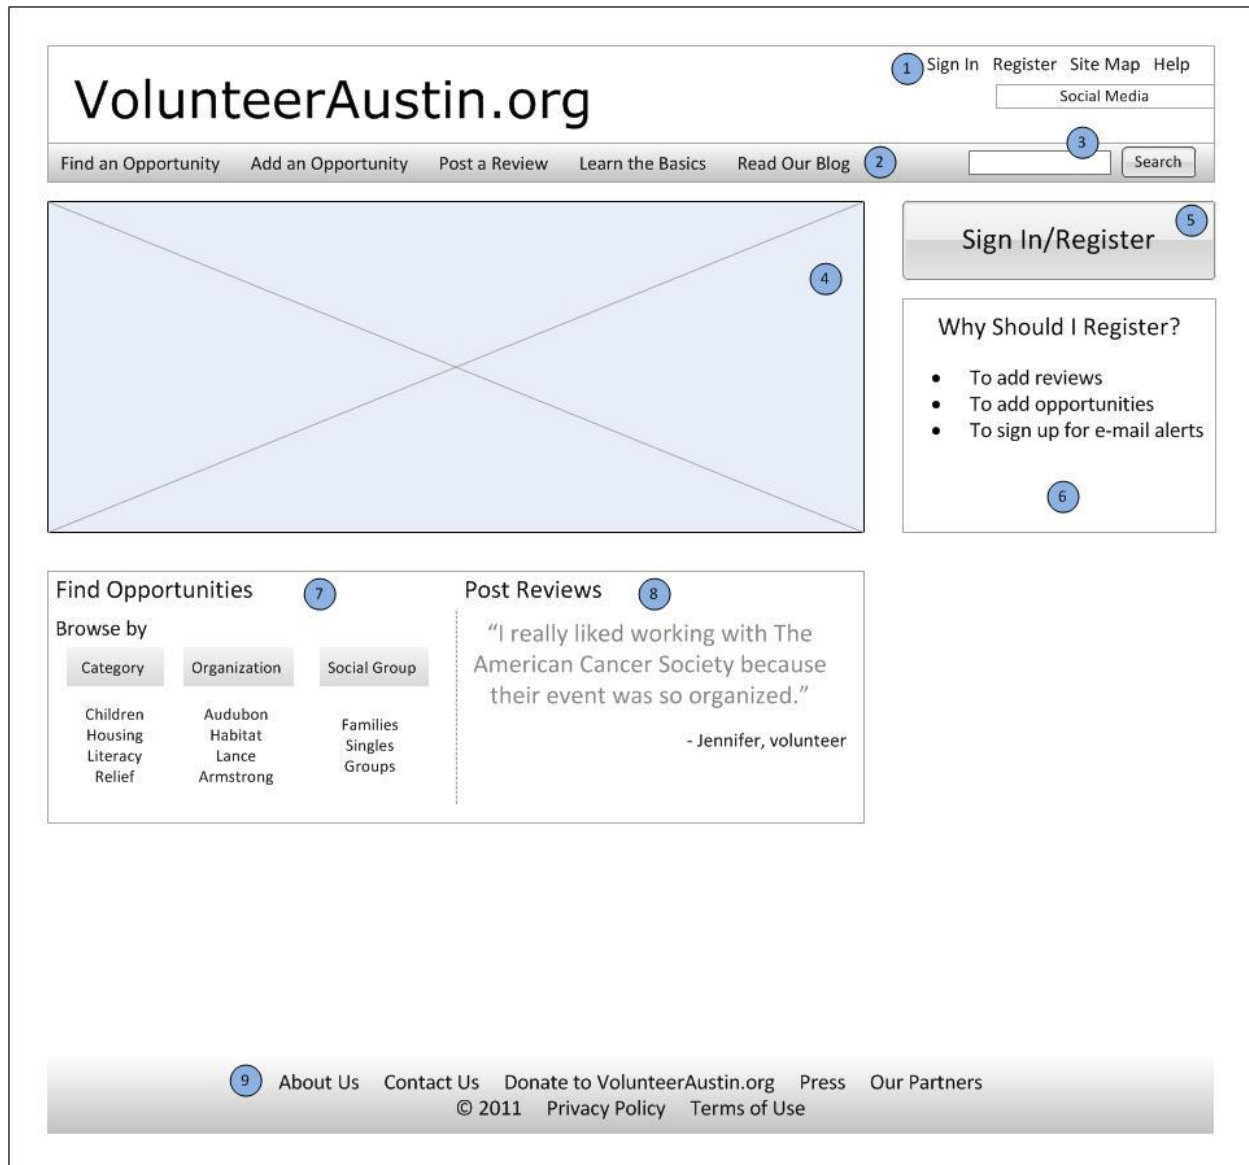 VolunteerAustin.org
1 Sign In Register Site Map Help
Social Media
Find an Opportunity Add an Opportunity Post a Review Learn the Basics Read Our Blog 2
3
Search
4
Sign In/Register 5
Why Should I Register?
• To add reviews
• To add opportunities
• To sign up for e-mail alerts
6
Find Opportunities 7
Browse by
Category Organization Social Group
Children
Housing
Literacy
Relief
Audubon
Habitat
Lance
Armstrong
Families
Singles
Groups
Post Reviews 8
“I really liked working with The
American Cancer Society because
their event was so organized.”
- Jennifer, volunteer
9 About Us Contact Us Donate to VolunteerAustin.org Press Our Partners
© 2011 Privacy Policy Terms of Use